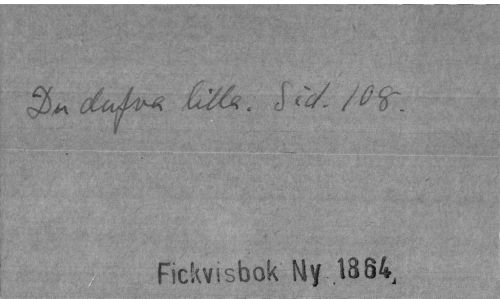 Du dufva lilla. Sid. 108.
Fickvisbok Ny 1864.